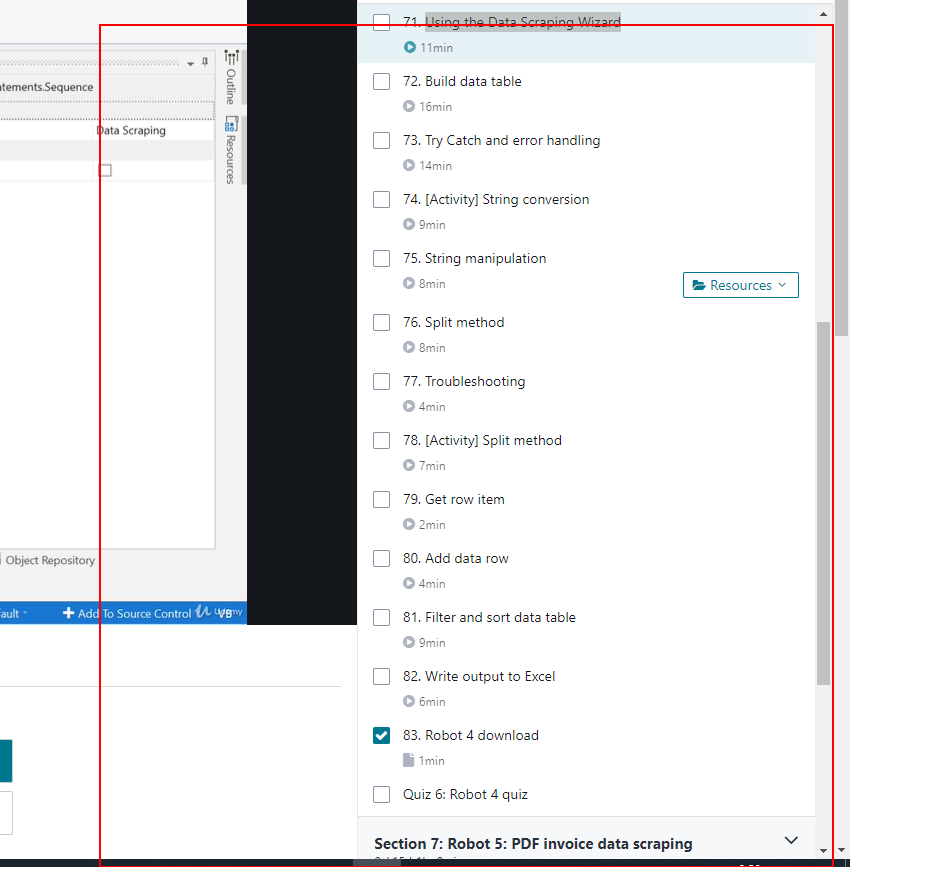 atements.Sequence
Data Scraping
Outline
Resources
Object Repository
fault
Add To Source Control
Udemy
VB
71. Using the Data Scraping Wizard
11min
72. Build data table
16min
73. Try Catch and error handling
14min
74. [Activity] String conversion
9min
75. String manipulation
8min
Resources
76. Split method
8min
77. Troubleshooting
4min
78. [Activity] Split method
7min
79. Get row item
2min
80. Add data row
4min
81. Filter and sort data table
9min
82. Write output to Excel
6min
83. Robot 4 download
1min
Quiz 6: Robot 4 quiz
Section 7: Robot 5: PDF invoice data scraping